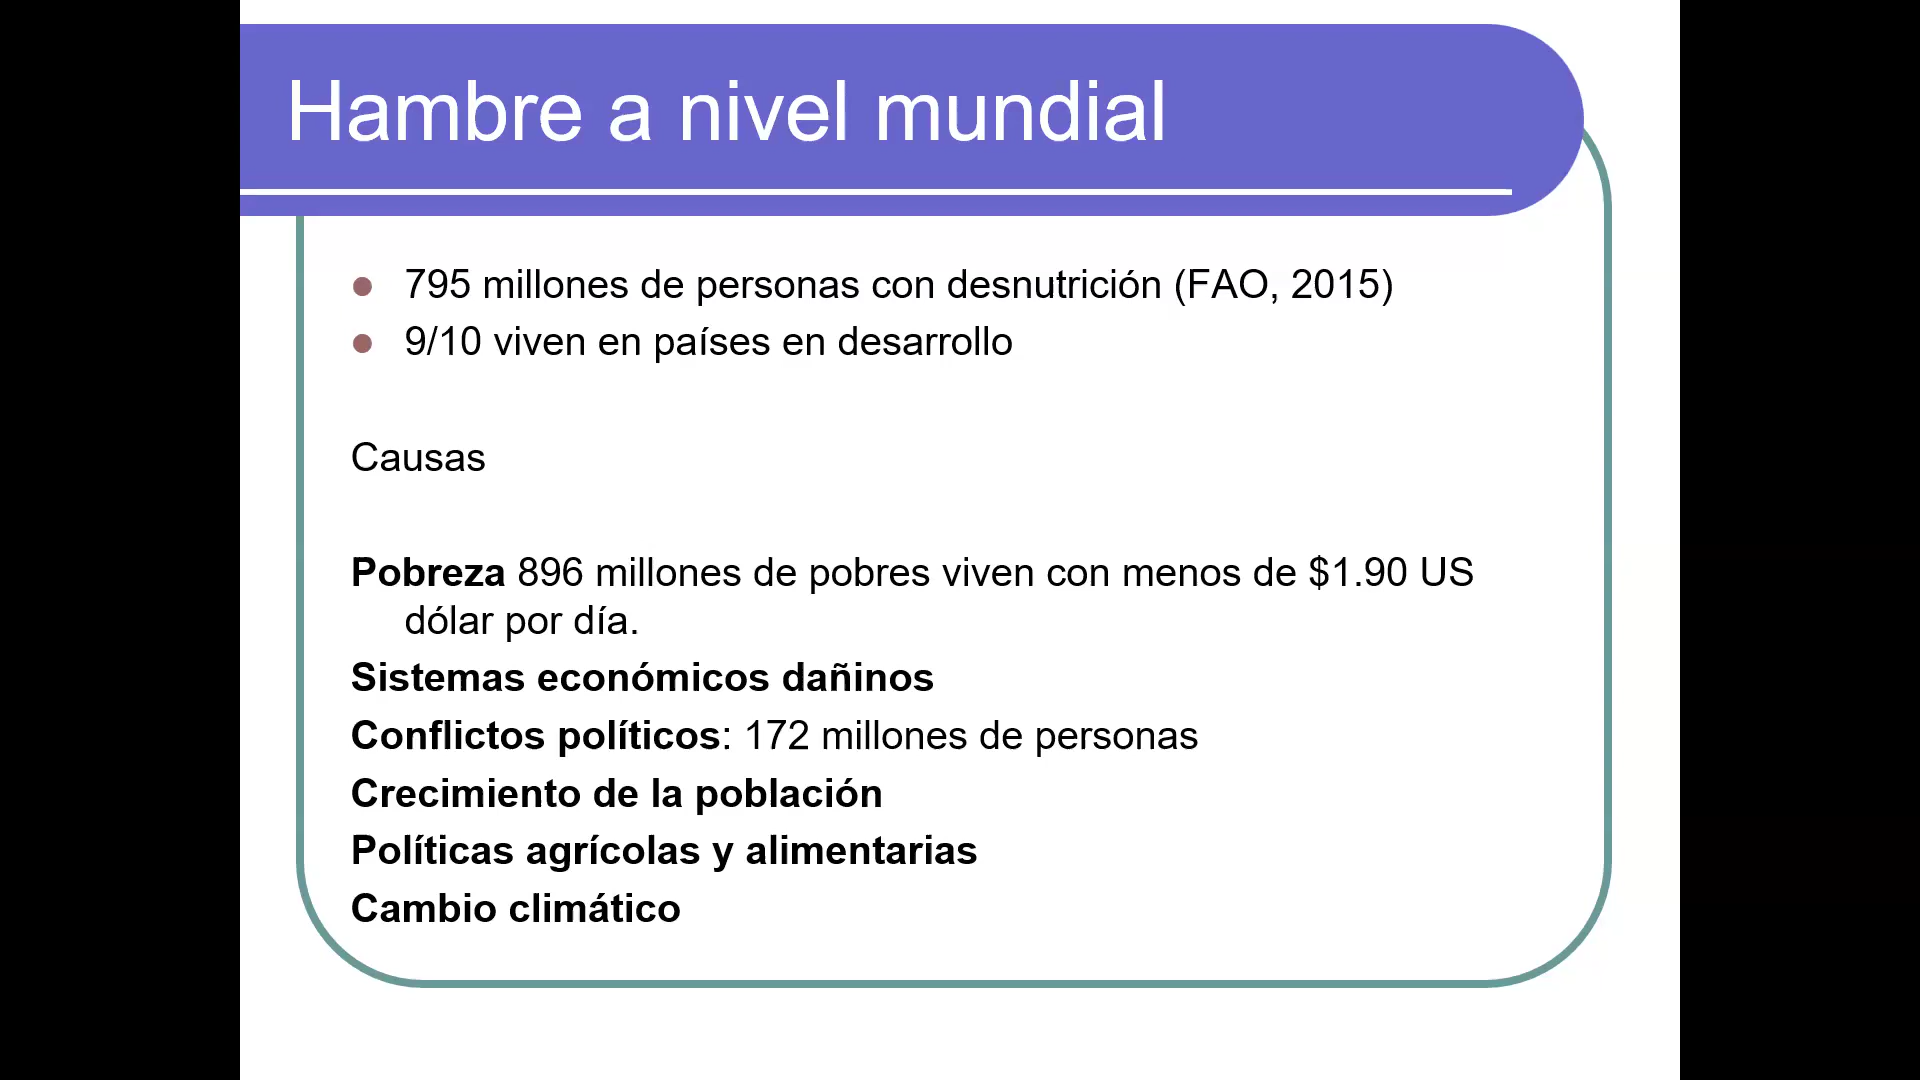 Hambre a nivel mundial
795 millones de personas con desnutrición (FAO, 2015)
9/10 viven en países en desarrollo
Causas
Pobreza 896 millones de pobres viven con menos de $1.90 US
dólar por día.
Sistemas económicos dañinos
Conflictos políticos: 172 millones de personas
Crecimiento de la población
Políticas agrícolas y alimentarias
Cambio climático